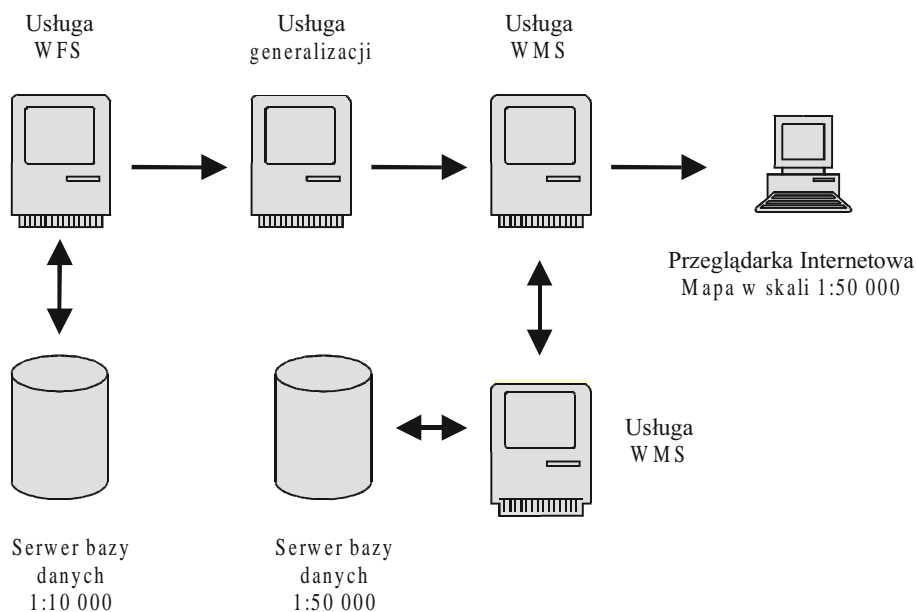 Usługa
WFS
Usługa
generalizacji
Usługa
WMS
Przeglądarka Internetowa
Mapa w skali 1:50 000
Usługa
WMS
Serwer bazy
danych
1:10 000
Serwer bazy
danych
1:50 000